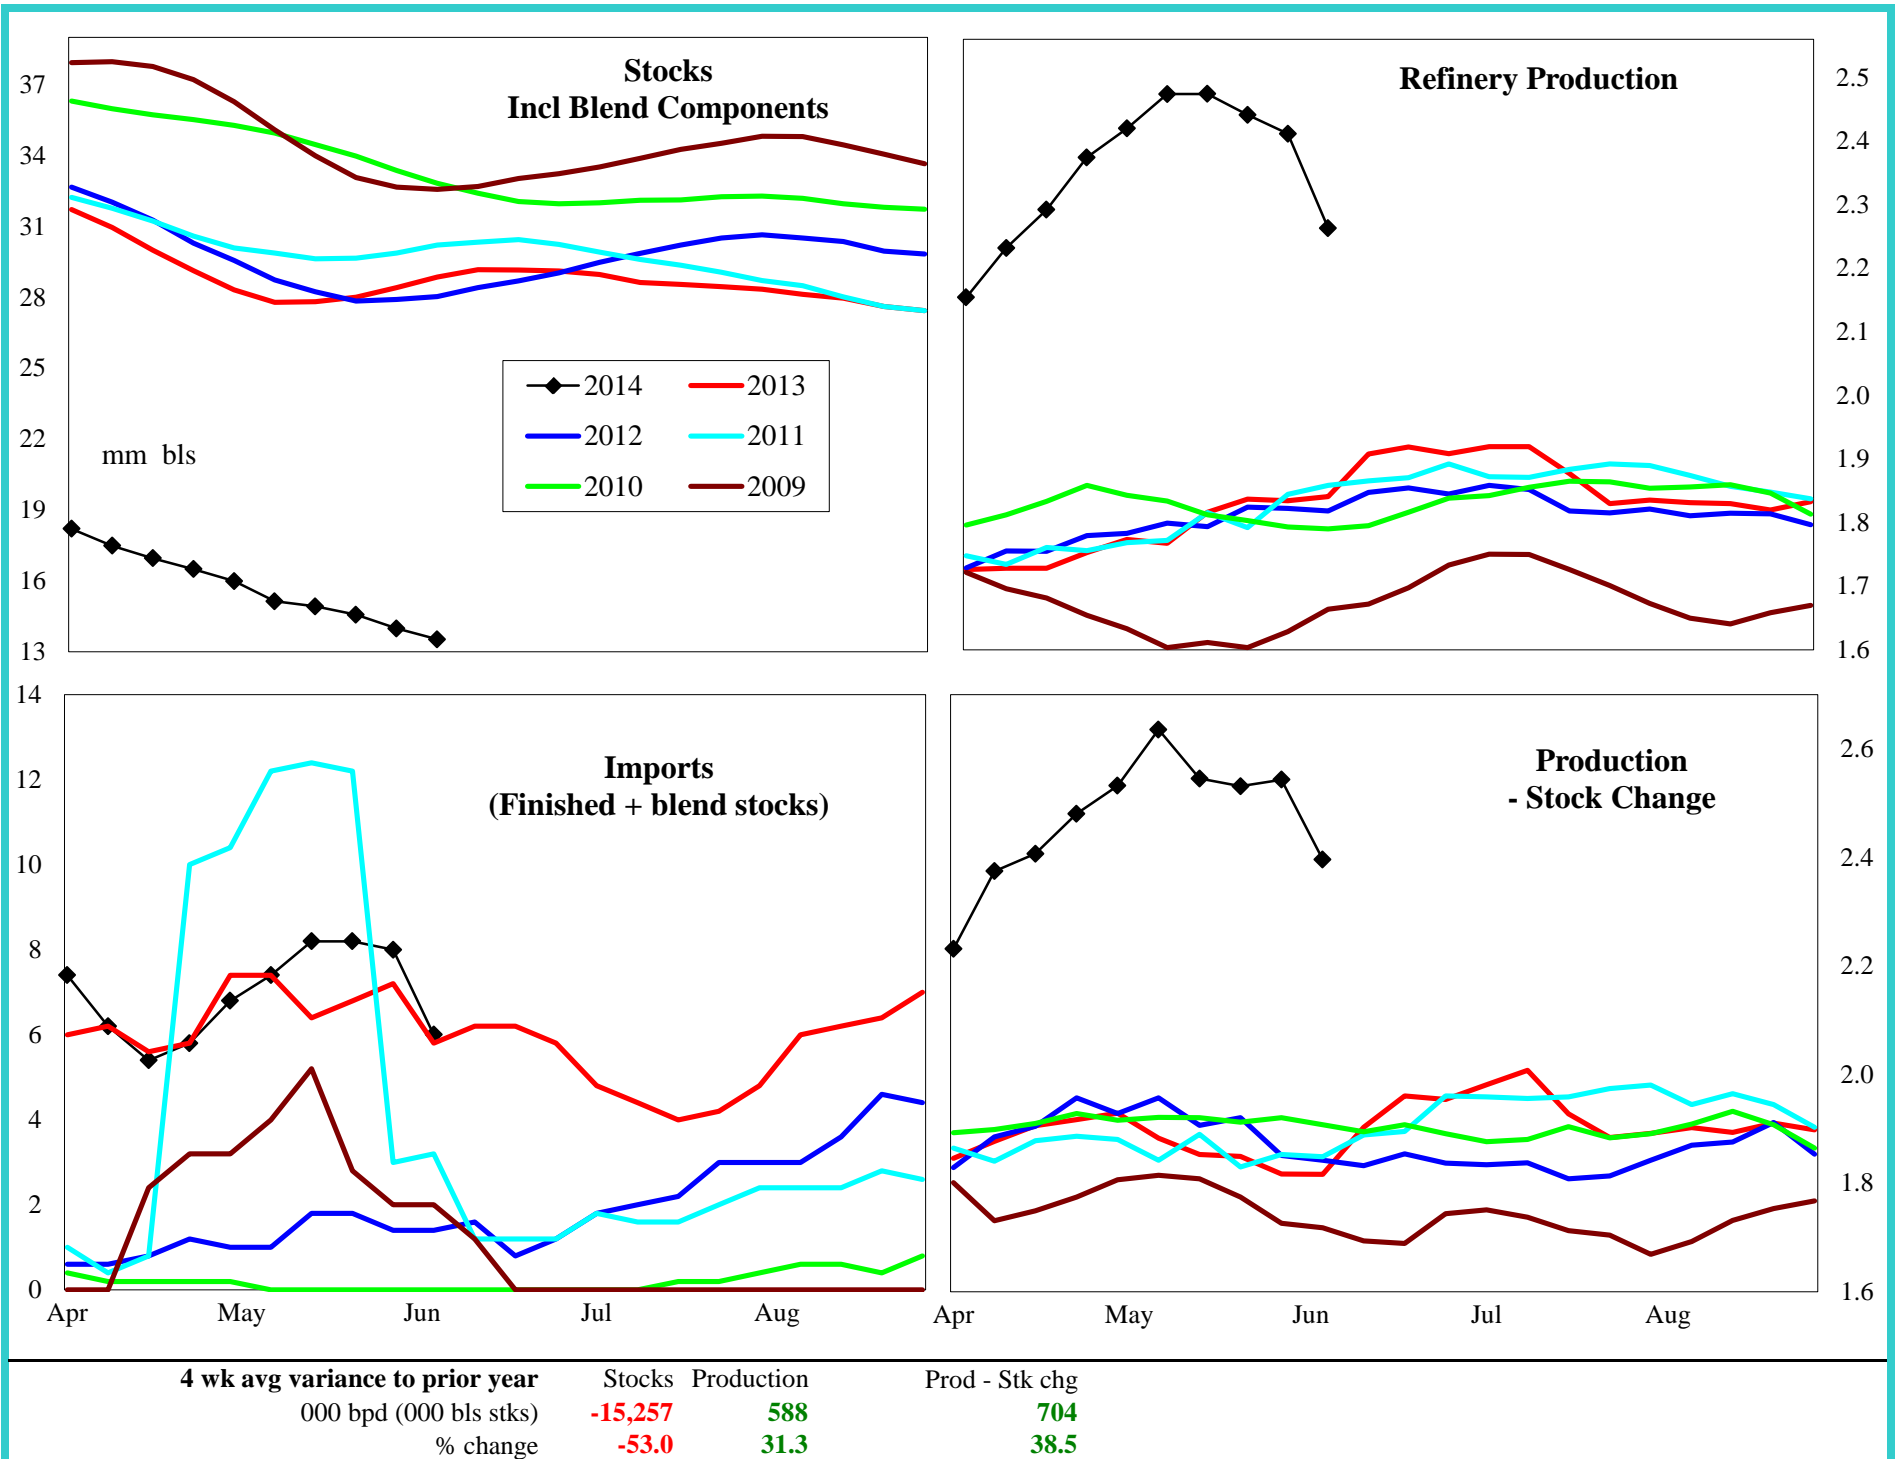 Stocks
Incl Blend Components
37
34
31
28
25
22
19
16
13
mm bls
2014 2013
2012 2011
2010 2009
Refinery Production
2.5
2.4
2.3
2.2
2.1
2.0
1.9
1.8
1.7
1.6
Imports
(Finished + blend stocks)
14
12
10
8
6
4
2
0
Apr May Jun Jul Aug
Production
- Stock Change
2.6
2.4
2.2
2.0
1.8
1.6
Apr May Jun Jul Aug
4 wk avg variance to prior year Stocks Production Prod - Stk chg
000 bpd (000 bls stks) -15,257 588 704
% change -53.0 31.3 38.5